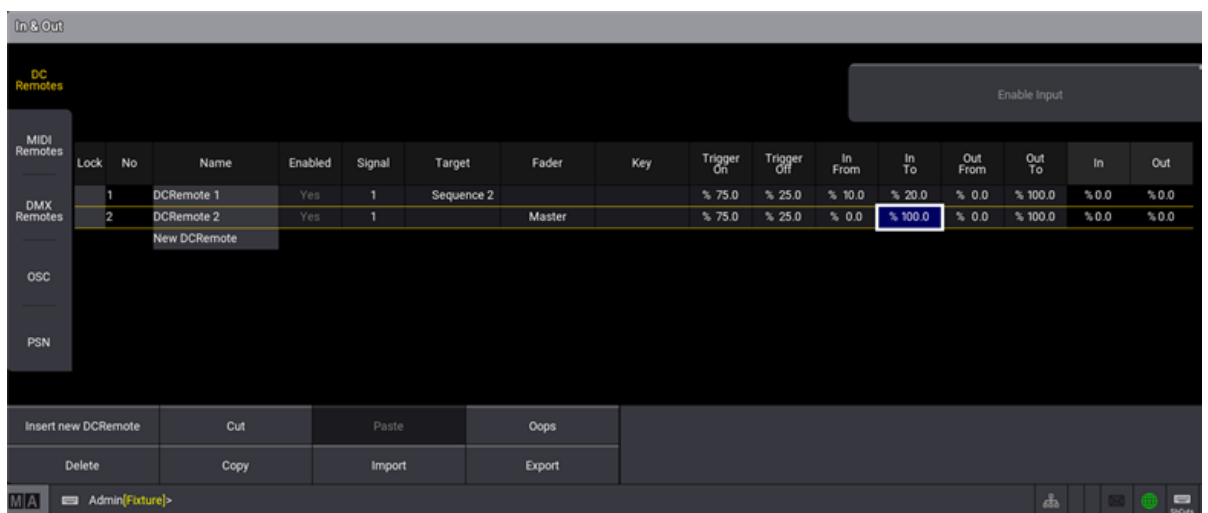 In & Out
DC
Remotes
Enable Input
MIDI
Remotes
DMX
Remotes
OSC
PSN
Lock No Name Enabled Signal Target Fader Key Trigger On Trigger Off In From In To Out From Out To In Out
1 DCRemote 1 Yes 1 Sequence 2 % 75.0 % 25.0 % 10.0 % 20.0 % 0.0 % 100.0 % 0.0 % 0.0
2 DCRemote 2 Yes 1 Master % 75.0 % 25.0 % 0.0 % 100.0 % 0.0 % 100.0 % 0.0 % 0.0
New DCRemote
Insert new DCRemote Cut Paste Oops
Delete Copy Import Export
MA Admin[Fixture]>
ShCuts